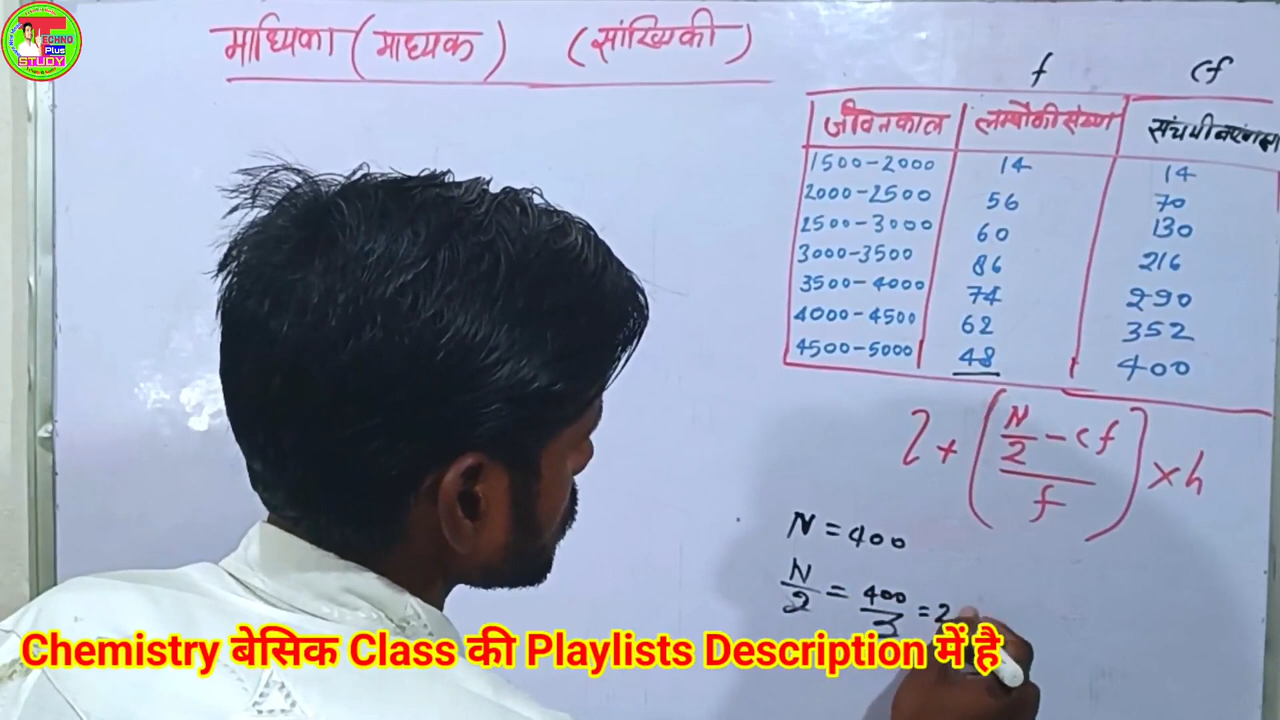 TECHNO
Plus
STUDY
माध्यिका (माध्यक) (सांख्यिकी)
f cf
जीवनकाल लम्पों की संख्या
1500-2000 14 14
2000-2500 56 70
2500-3000 60 130
3000-3500 86 216
3500-4000 74 290
4000-4500 62 352
4500-5000 48 400
l + ( (N/2 - cf) / f ) × h
N = 400
N/2 = 400/2 = 2
Chemistry बेसिक Class की Playlists Description में है